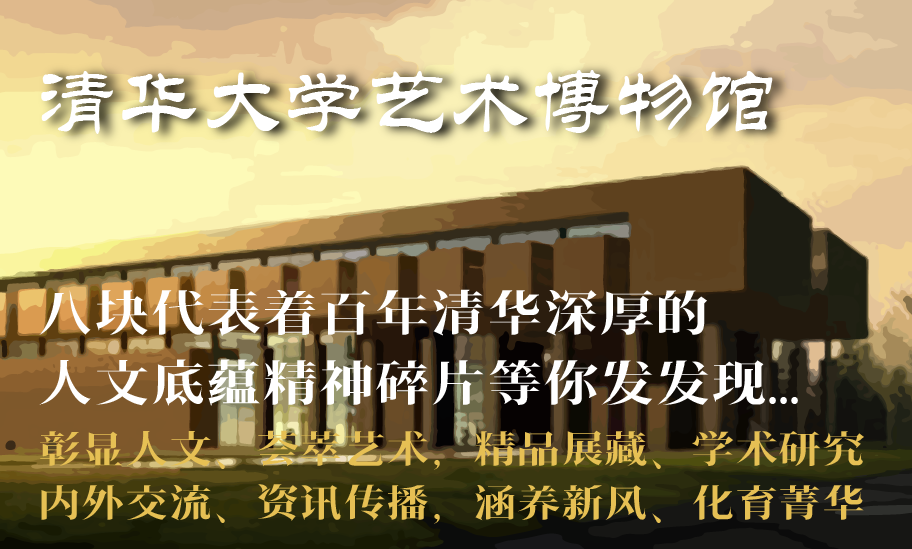 清华大学艺术博物馆
八块代表着百年清华深厚的
人文底蕴精神碎片等你发发现...
彰显人文、荟萃艺术，精品展藏、学术研究
内外交流、资讯传播，涵养新风、化育菁华